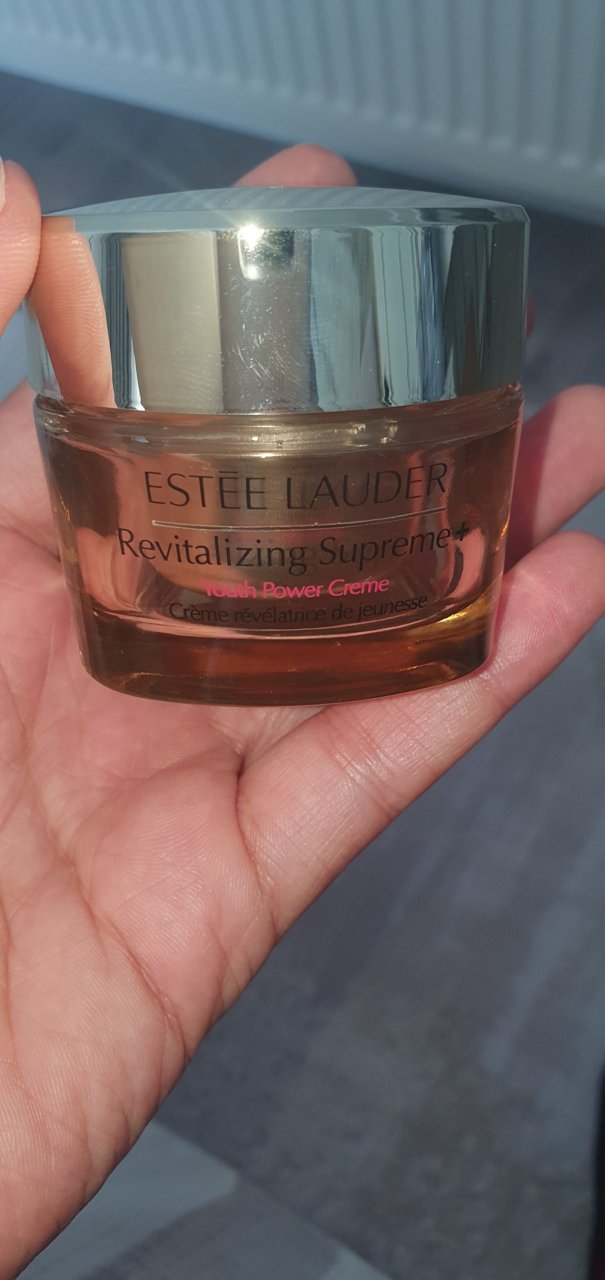 ESTĒE LAUDER
Revitalizing Supreme+
Youth Power Creme
Crème révélatrice de jeunesse